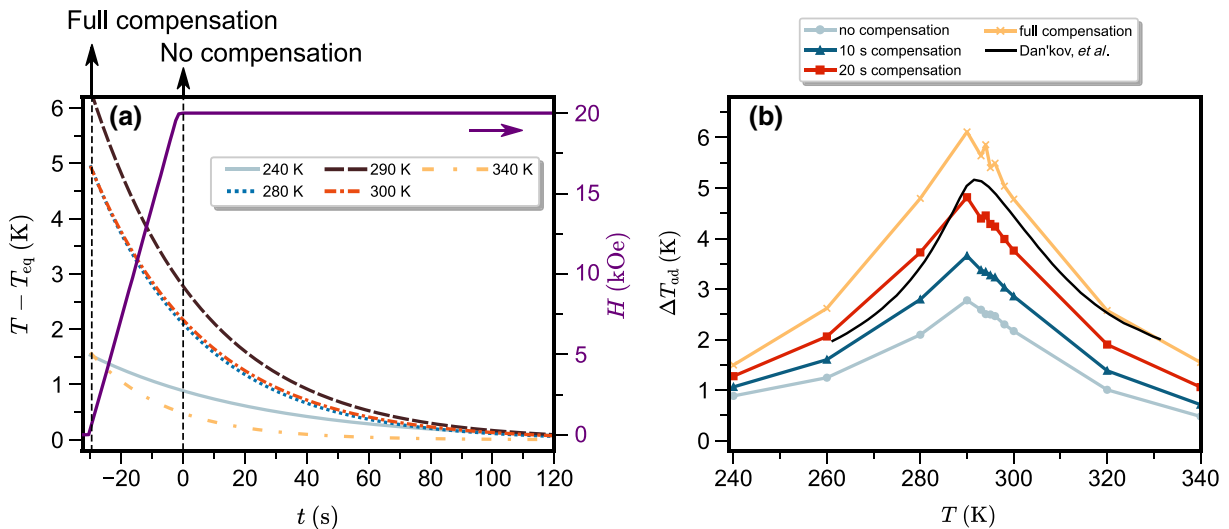 Full compensation
No compensation
(a)
6
5
4
3
2
1
0
T − T_eq (K)
20
15
10
5
0
H (kOe)
240 K
290 K
340 K
280 K
300 K
−20
0
20
40
60
80
100
120
t (s)
no compensation
full compensation
10 s compensation
Dan'kov, et al.
20 s compensation
(b)
6
5
4
3
2
1
0
ΔT_ad (K)
240
260
280
300
320
340
T (K)